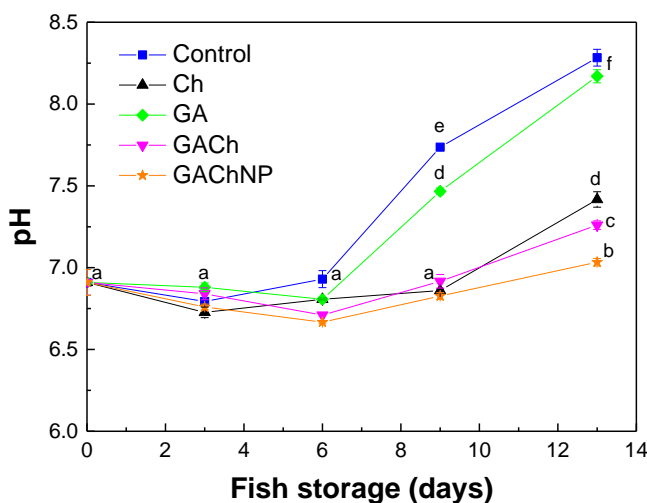 8.5
8.0
7.5
7.0
6.5
6.0
pH
Control
Ch
GA
GACh
GAChNP
a
a
a
a
e
d
f
d
c
b
0
2
4
6
8
10
12
14
Fish storage (days)